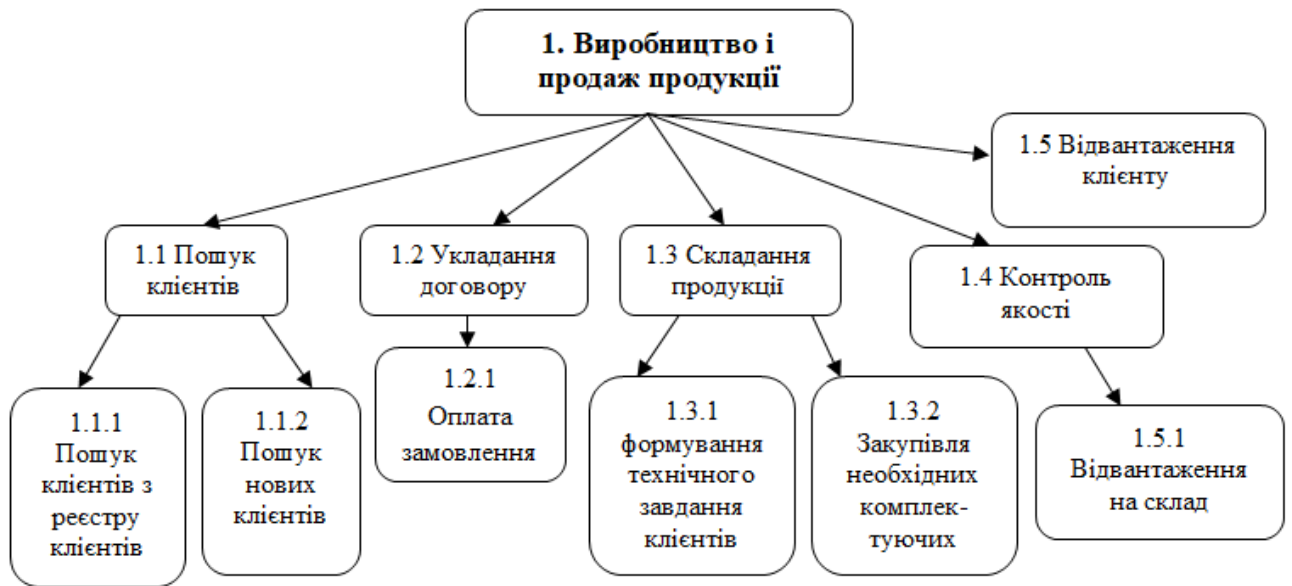 1. Виробництво і
продаж продукції
1.5 Відвантаження
клієнту
1.1 Пошук
клієнтів
1.2 Укладання
договору
1.3 Складання
продукції
1.4 Контроль
якості
1.1.1
Пошук
клієнтів з
реєстру
клієнтів
1.1.2
Пошук
нових
клієнтів
1.2.1
Оплата
замовлення
1.3.1
формування
технічного
завдання
клієнтів
1.3.2
Закупівля
необхідних
комплек-
туючих
1.5.1
Відвантаження
на склад